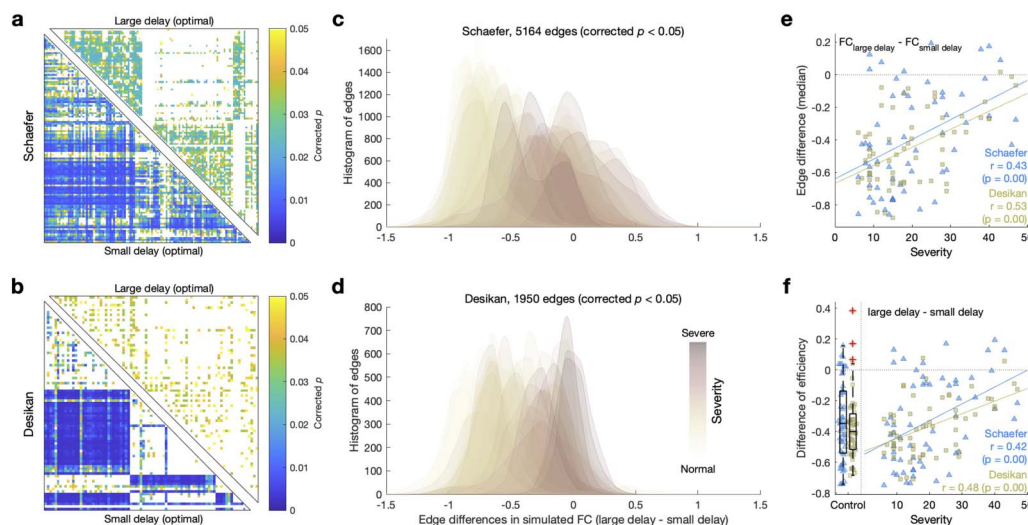 a
Large delay (optimal)
0.05
0.04
0.03
0.02
0.01
0
Corrected p
Schaefer
Small delay (optimal)
b
Large delay (optimal)
0.05
0.04
0.03
0.02
0.01
0
Corrected p
Desikan
Small delay (optimal)
c
Schaefer, 5164 edges (corrected p < 0.05)
Histogram of edges
1600
1400
1200
1000
800
600
400
200
0
-1.5 -1 -0.5 0 0.5 1 1.5
d
Desikan, 1950 edges (corrected p < 0.05)
Histogram of edges
800
700
600
500
400
300
200
100
0
-1.5 -1 -0.5 0 0.5 1 1.5
Edge differences in simulated FC (large delay - small delay)
Severe
Severity
Normal
e
FC large delay - FC small delay
Edge difference (median)
0.2
0
-0.2
-0.4
-0.6
-0.8
Schaefer
r = 0.43
(p = 0.00)
Desikan
r = 0.53
(p = 0.00)
0 10 20 30 40 50
Severity
f
large delay - small delay
Difference of efficiency
0.4
0.2
0
-0.2
-0.4
-0.6
-0.8
Schaefer
r = 0.42
(p = 0.00)
Desikan
r = 0.48 (p = 0.00)
Control
10 20 30 40 50
Severity